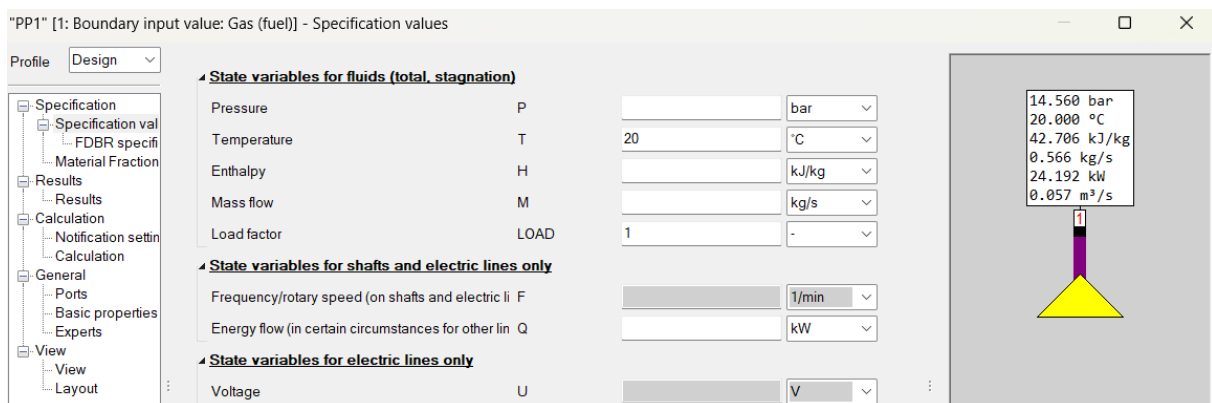 "PP1" [1: Boundary input value: Gas (fuel)] - Specification values
Profile Design
Specification
Specification val
FDBR specifi
Material Fraction
Results
Results
Calculation
Notification settin
Calculation
General
Ports
Basic properties
Experts
View
View
Layout
State variables for fluids (total, stagnation)
Pressure P bar
Temperature T 20 °C
Enthalpy H kJ/kg
Mass flow M kg/s
Load factor LOAD 1 -
State variables for shafts and electric lines only
Frequency/rotary speed (on shafts and electric li F 1/min
Energy flow (in certain circumstances for other lin Q kW
State variables for electric lines only
Voltage U V
14.560 bar
20.000 °C
42.706 kJ/kg
0.566 kg/s
24.192 kW
0.057 m³/s
1